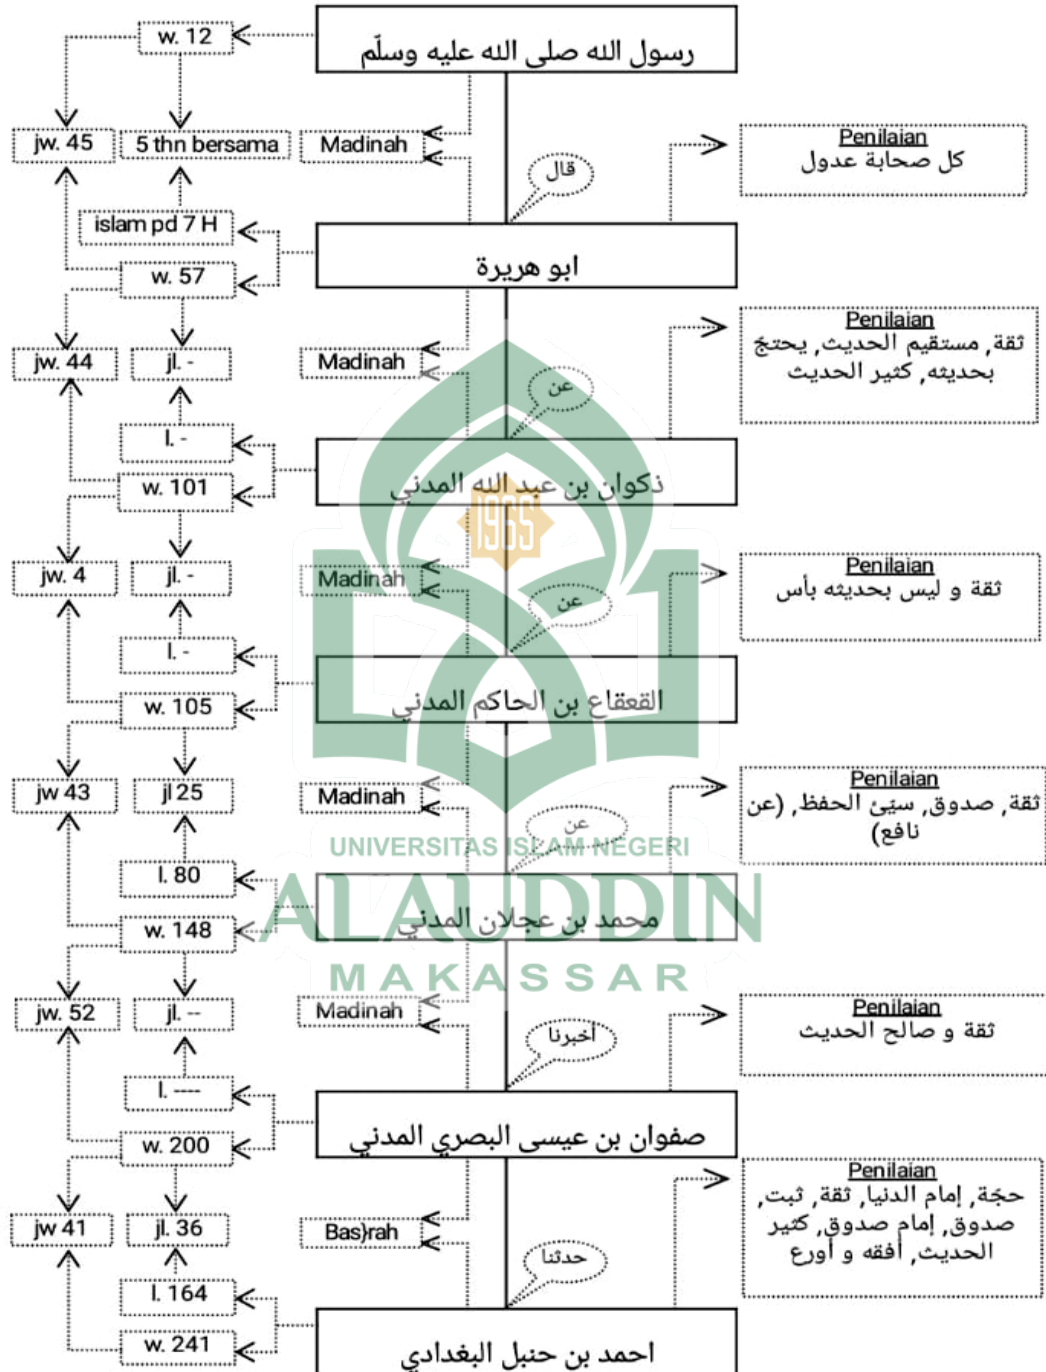 w. 12
رسول الله صلى الله عليه وسلّم
jw. 45
5 thn bersama
Madinah
Penilaian
كل صحابة عدول
قال
islam pd 7 H
ابو هريرة
w. 57
Penilaian
ثقة, مستقيم الحديث, يحتجّ
بحديثه, كثير الحديث
jw. 44
jl. -
Madinah
عن
l. -
ذكوان بن عبد الله المدني
w. 101
1965
jw. 4
jl. -
Madinah
Penilaian
ثقة و ليس بحديثه بأس
عن
l. -
القعقاع بن الحاكم المدني
w. 105
jw 43
jl 25
Madinah
Penilaian
ثقة, صدوق, سيّئ الحفظ, (عن
نافع)
عن
UNIVERSITAS ISLAM NEGERI
l. 80
ALAUDDIN
محمد بن عجلان المدني
w. 148
MAKASSAR
jw. 52
jl. --
Madinah
Penilaian
ثقة و صالح الحديث
أخبرنا
l. ----
صفوان بن عيسى البصري المدني
w. 200
Penilaian
حجّة, إمام الدنيا, ثقة, ثبت,
صدوق, إمام صدوق, كثير
الحديث, أفقه و أورع
jw 41
jl. 36
Bas}rah
حدثنا
l. 164
احمد بن حنبل البغدادي
w. 241